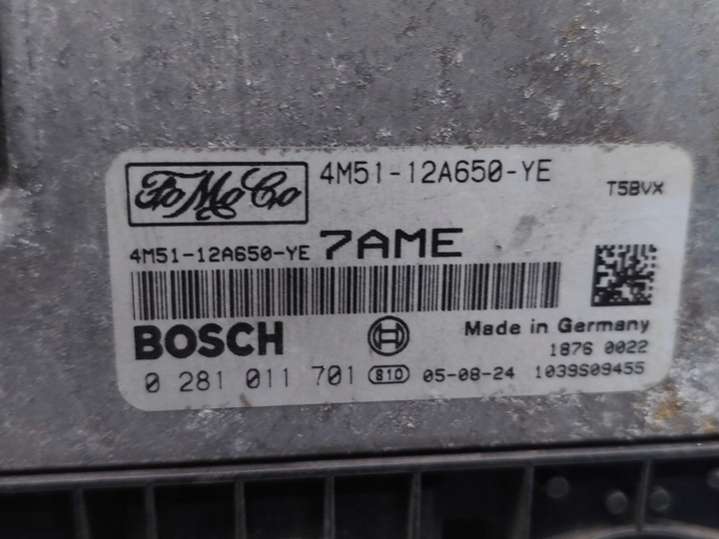 FoMoCo 4M51-12A650-YE
T5BVX
4M51-12A650-YE 7AME
BOSCH
Made in Germany
1876 0022
0 281 011 701 810 05-08-24 1039S09455